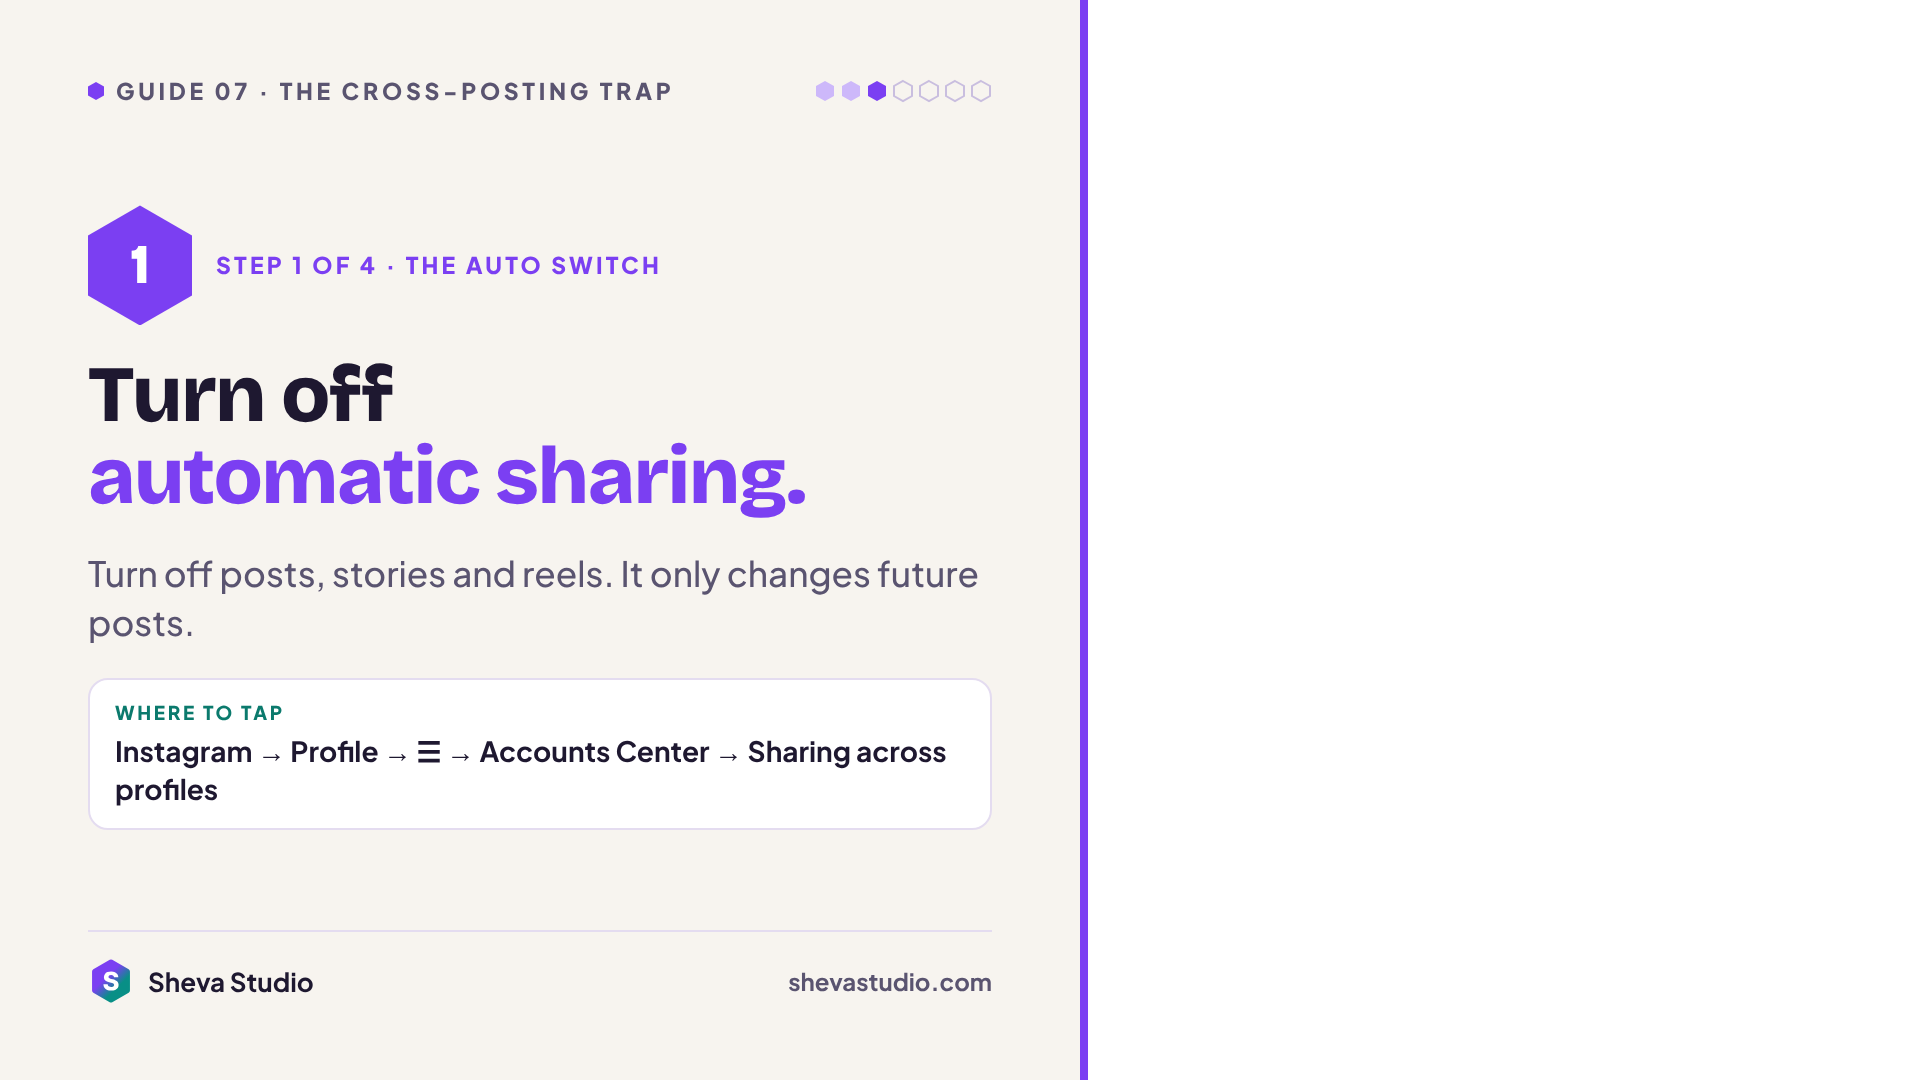 GUIDE 07 · THE CROSS-POSTING TRAP
1
STEP 1 OF 4 · THE AUTO SWITCH
Turn off
automatic sharing.
Turn off posts, stories and reels. It only changes future
posts.
WHERE TO TAP
Instagram → Profile → ☰ → Accounts Center → Sharing across
profiles
S Sheva Studio
shevastudio.com